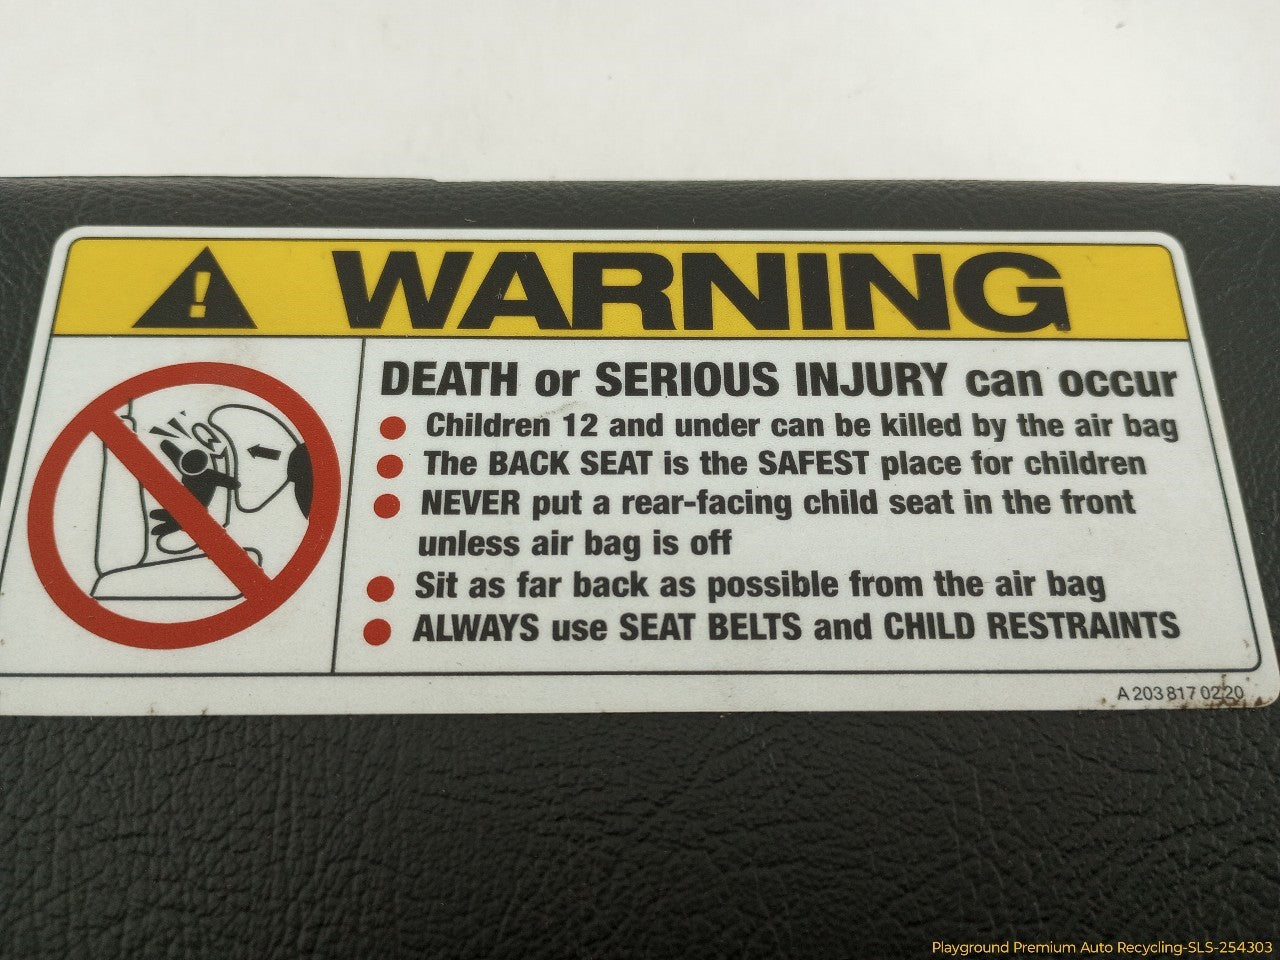 ! WARNING
DEATH or SERIOUS INJURY can occur
Children 12 and under can be killed by the air bag
The BACK SEAT is the SAFEST place for children
NEVER put a rear-facing child seat in the front
unless air bag is off
Sit as far back as possible from the air bag
ALWAYS use SEAT BELTS and CHILD RESTRAINTS
A 203 817 02 20
Playground Premium Auto Recycling-SLS-254303